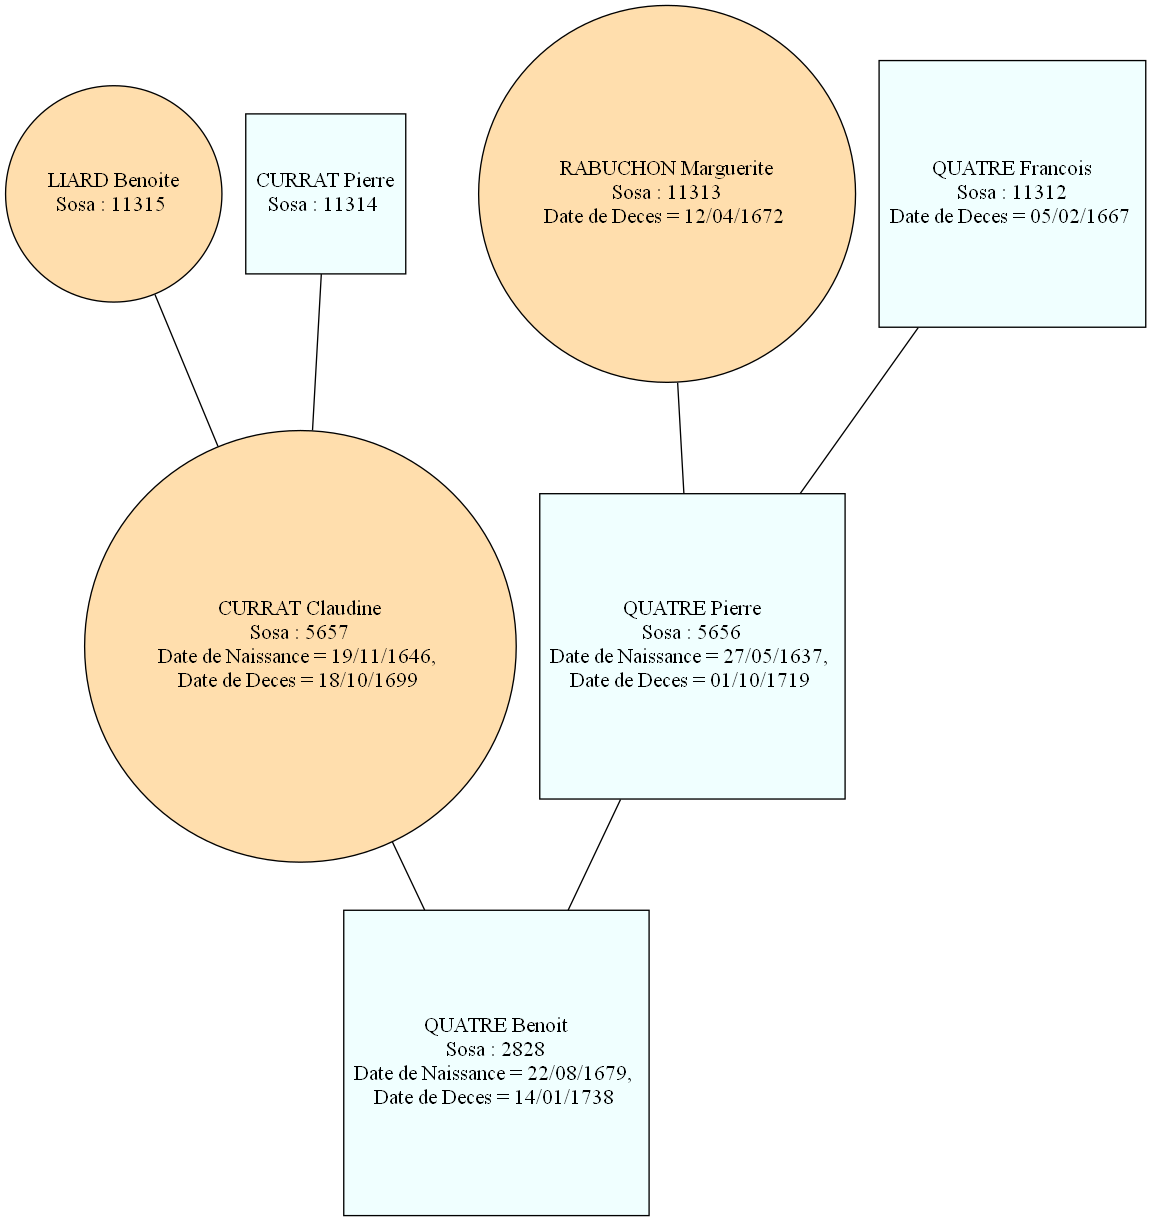 LIARD Benoite
Sosa : 11315
CURRAT Pierre
Sosa : 11314
RABUCHON Marguerite
Sosa : 11313
Date de Deces = 12/04/1672
QUATRE Francois
Sosa : 11312
Date de Deces = 05/02/1667
CURRAT Claudine
Sosa : 5657
Date de Naissance = 19/11/1646,
Date de Deces = 18/10/1699
QUATRE Pierre
Sosa : 5656
Date de Naissance = 27/05/1637,
Date de Deces = 01/10/1719
QUATRE Benoit
Sosa : 2828
Date de Naissance = 22/08/1679,
Date de Deces = 14/01/1738